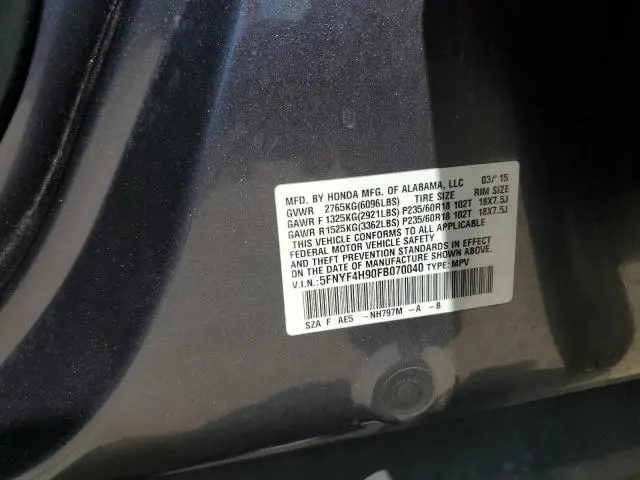 MFD. BY HONDA MFG. OF ALABAMA, LLC 03/'15
GVWR 2765KG(6096LBS) TIRE SIZE RIM SIZE
GAWR F 1325KG(2921LBS) P235/60R18 102T 18X7.5J
GAWR R 1525KG(3362LBS) P235/60R18 102T 18X7.5J
THIS VEHICLE CONFORMS TO ALL APPLICABLE
FEDERAL MOTOR VEHICLE SAFETY
AND THEFT PREVENTION STANDARDS IN EFFECT
ON THE DATE OF MANUFACTURE SHOWN ABOVE.
V.I.N.:5FNYF4H90FB070040 TYPE: MPV
SZA F AE5 -NH797M -A -B